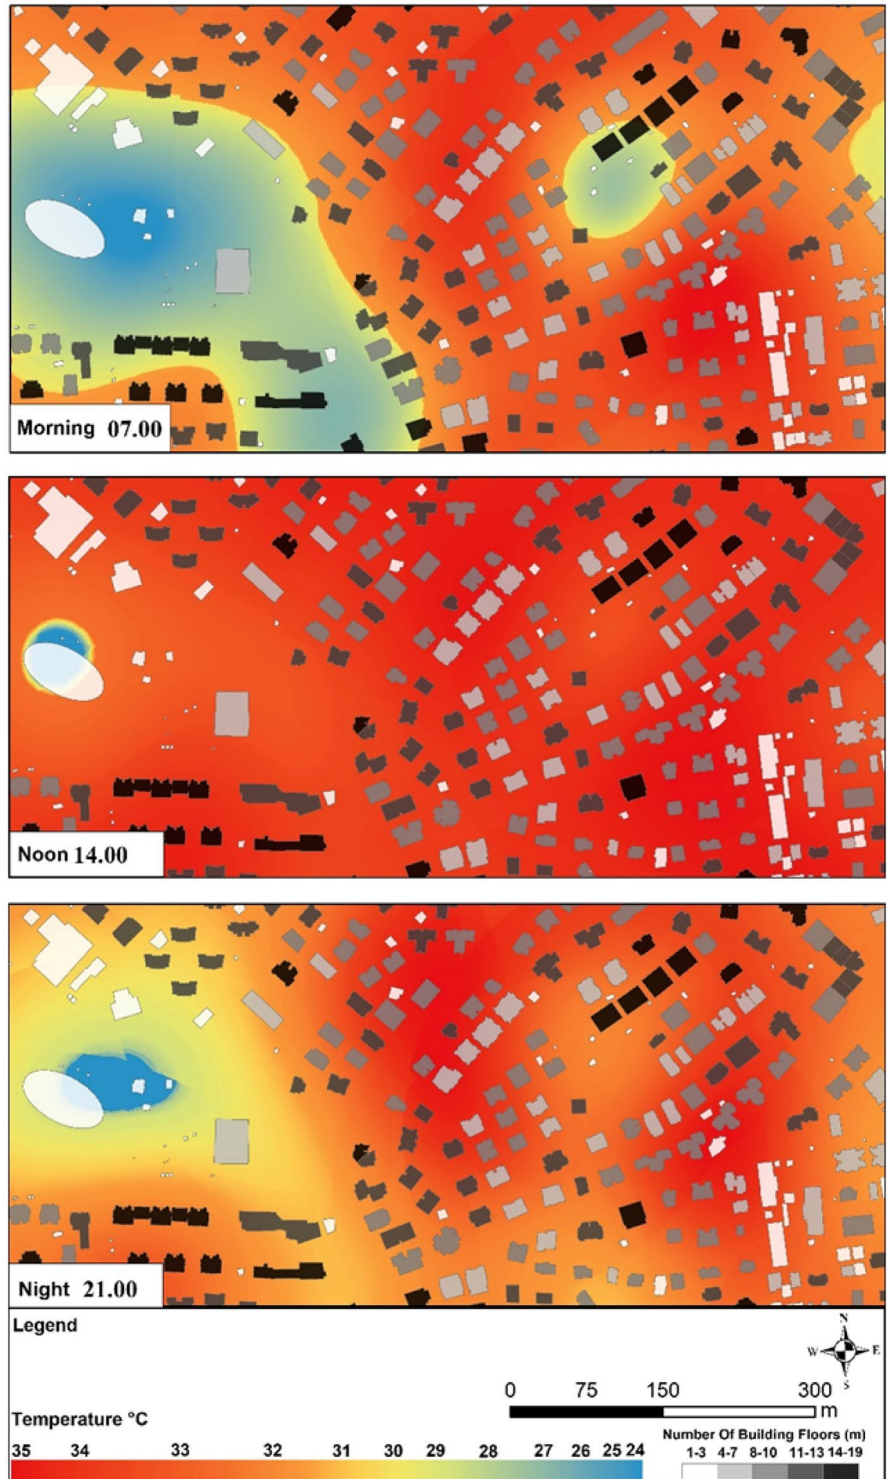 Morning 07.00
Noon 14.00
Night 21.00
Legend
N
W E
S
0 75 150 300
m
Temperature °C
Number Of Building Floors (m)
35 34 33 32 31 30 29 28 27 26 25 24
1-3 4-7 8-10 11-13 14-19